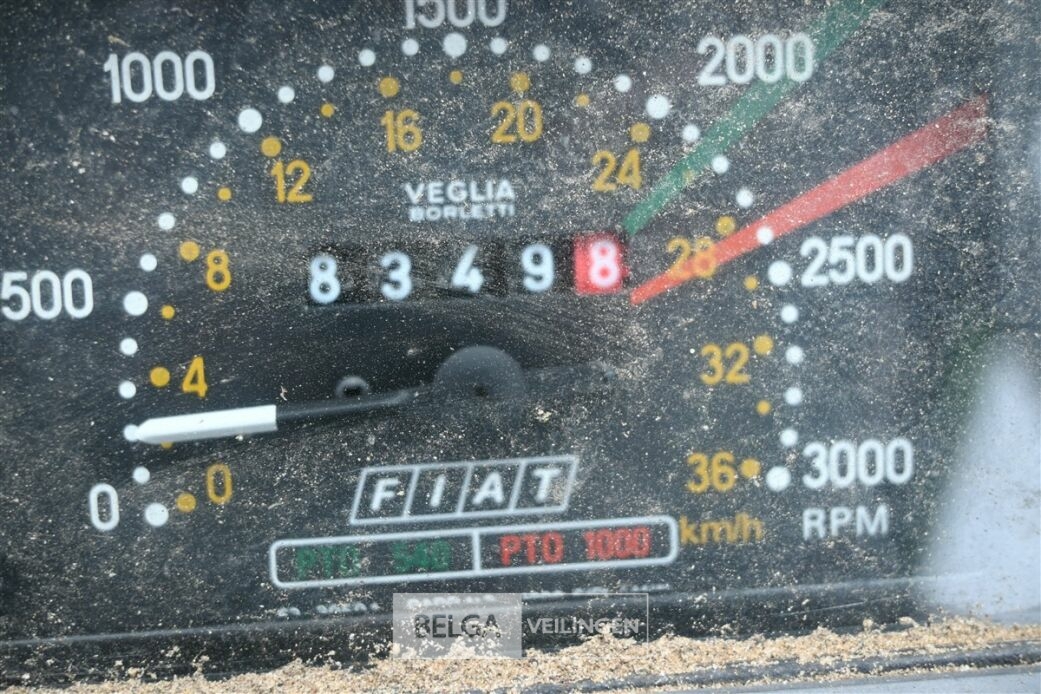 1500
1000
2000
16
20
12
24
VEGLIA
BORLETTI
8
28
2500
500
8 3 4 9 8
4
32
36
3000
0
0
FIAT
RPM
km/h
PTO 540
PTO 1000
BELGA VEILINGEN